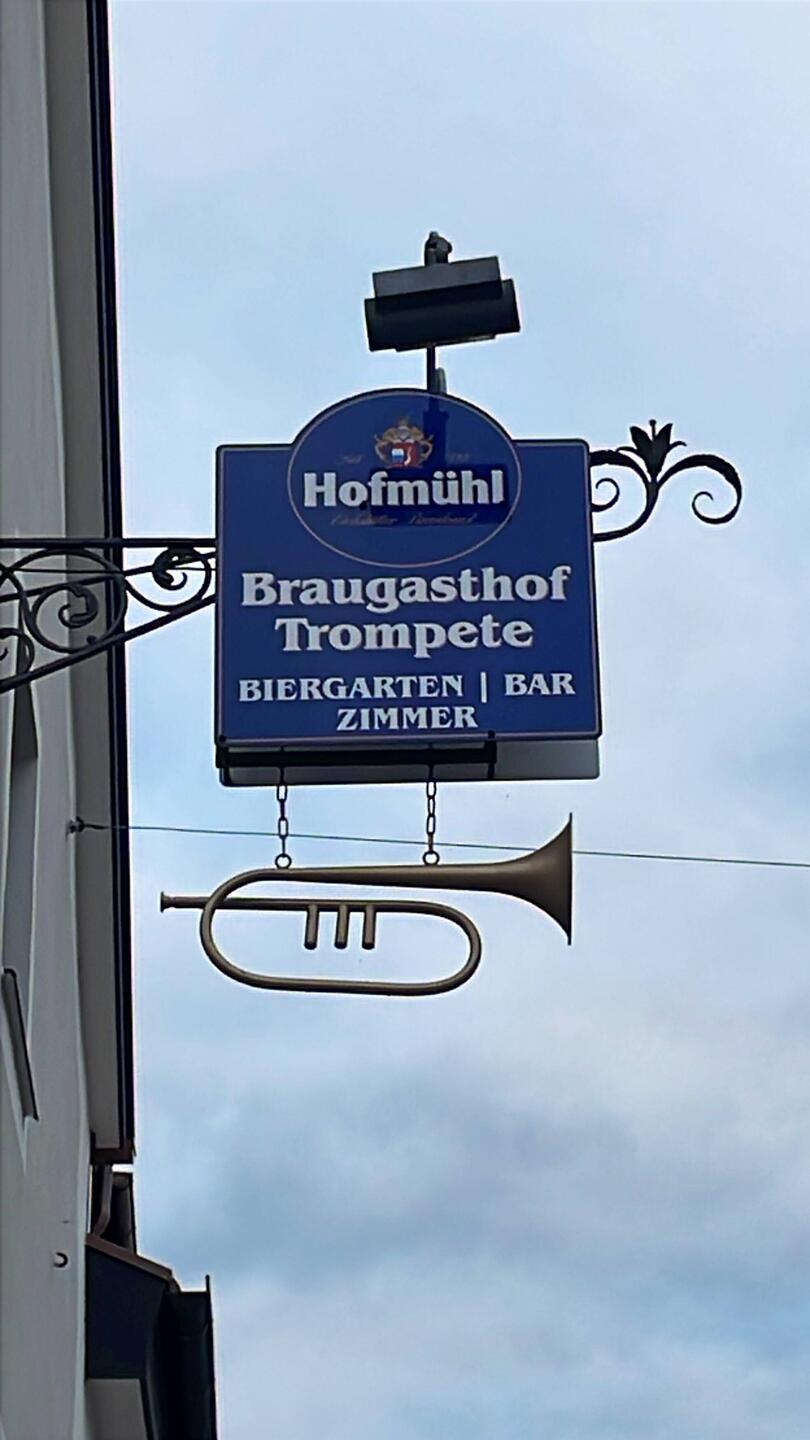 Hofmühl
Braugasthof
Trompete
BIERGARTEN | BAR
ZIMMER